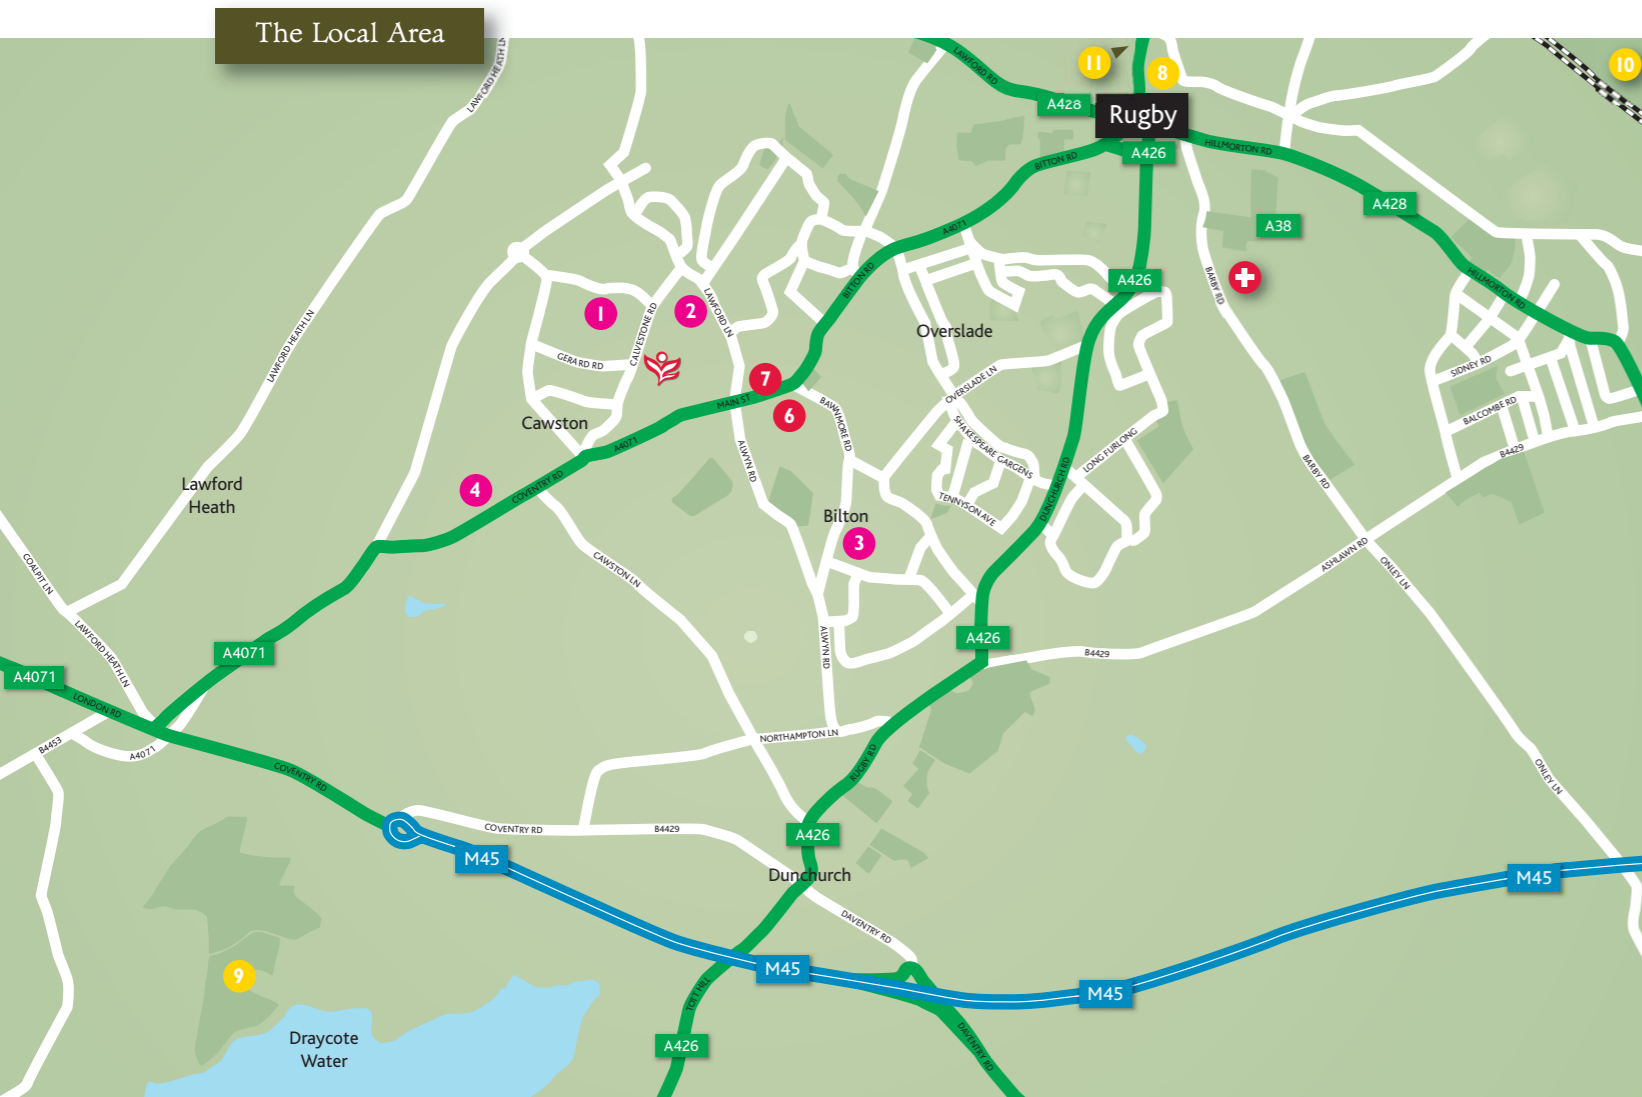 The Local Area
LAWFORD HEATH LN
LAWFORD RD
11
8
10
A428
Rugby
BITTON RD
A426
HILLMORTON RD
A428
A38
A4071
BITTON RD
A426
BARBY RD
HILLMORTON RD
LAWFORD HEATH LN
1
2
CALVESTONE RD
LAWFORD LN
GERARD RD
Overslade
7
6
MAIN ST
BAWNMORE RD
OVERSLADE LN
SIDNEY RD
BALCOMBE RD
B4429
Cawston
A4071
SHAKESPEARE GARGENS
LONG FURLONG
ALWYN RD
4
COVENTRY RD
DUNCHURCH RD
BARBY RD
Lawford
Heath
TENNYSON AVE
Bilton
3
COALPIT LN
CAWSTON LN
ASHLAWN RD
ONLEY LN
LAWFORD HEATH LN
A4071
ALWYN RD
A426
B4429
A4071
LONDON RD
B4453
A4071
NORTHAMPTON LN
RUGBY RD
COVENTRY RD
ONLEY LN
COVENTRY RD
B4429
A426
M45
Dunchurch
M45
DAVENTRY RD
9
M45
M45
TOFT HILL
Draycote
Water
A426
DAVENTRY RD